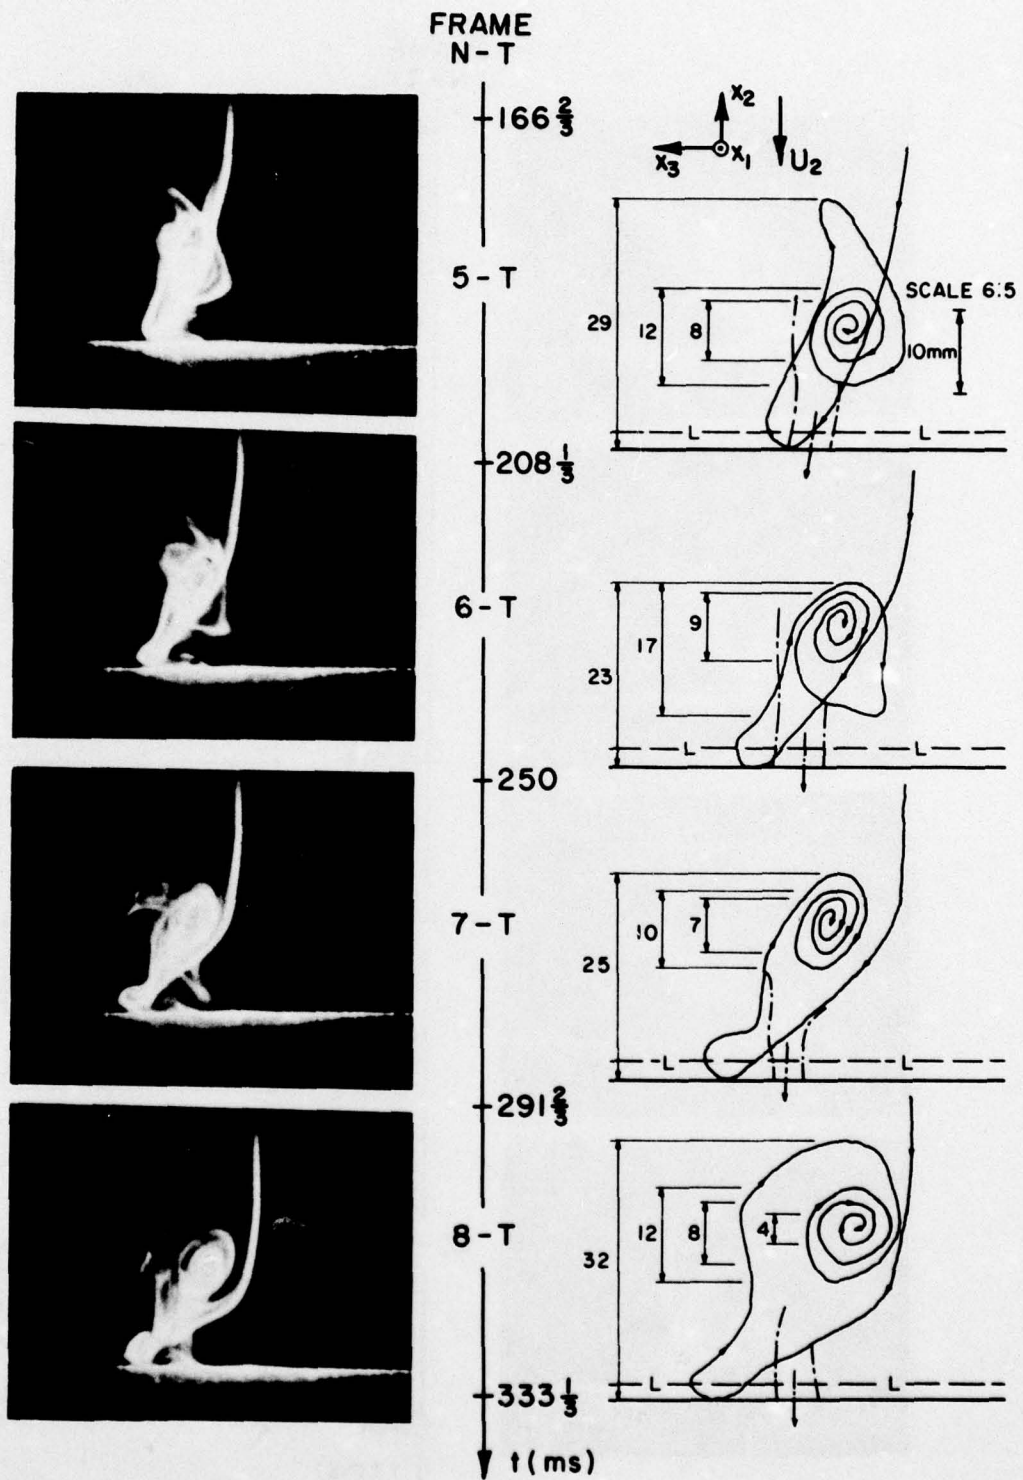 FRAME
N-T
166 2/3
5-T
208 1/3
6-T
250
7-T
291 2/3
8-T
333 1/3
t(ms)
X2
X3
X1
U2
SCALE 6:5
10mm
29
12
8
L
L
23
17
9
L
L
25
10
7
L
L
32
12
8
4
L
L